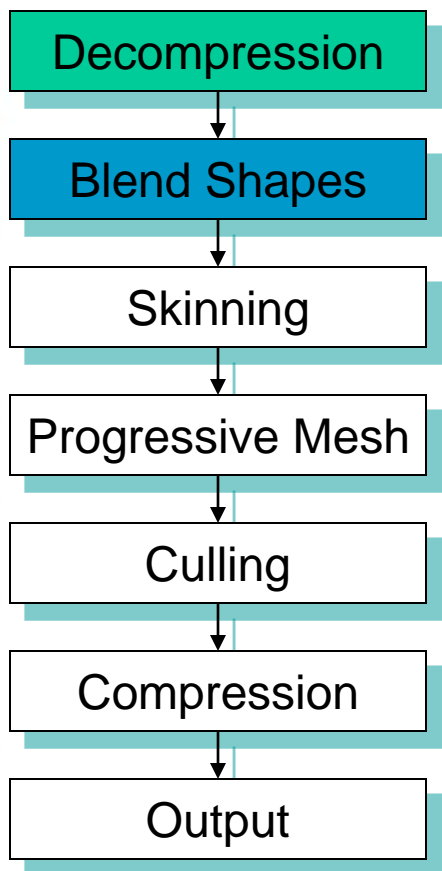 Decompression
Blend Shapes
Skinning
Progressive Mesh
Culling
Compression
Output